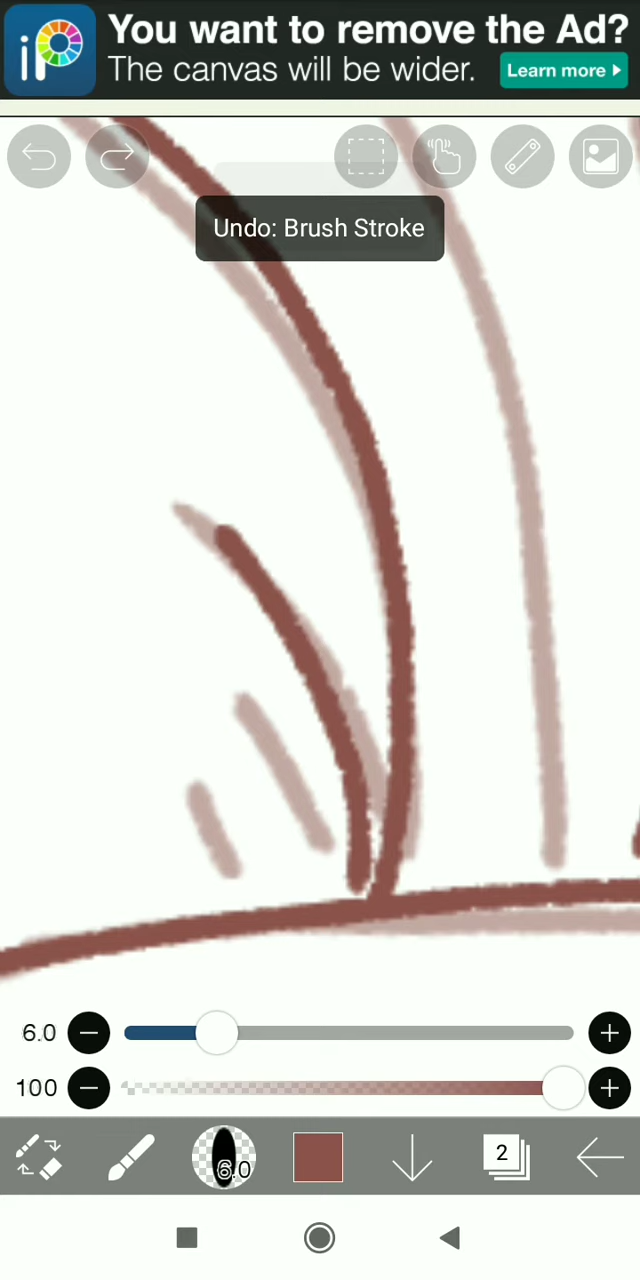 iP
You want to remove the Ad?
The canvas will be wider.
Learn more
Undo: Brush Stroke
6.0
100
6.0
2